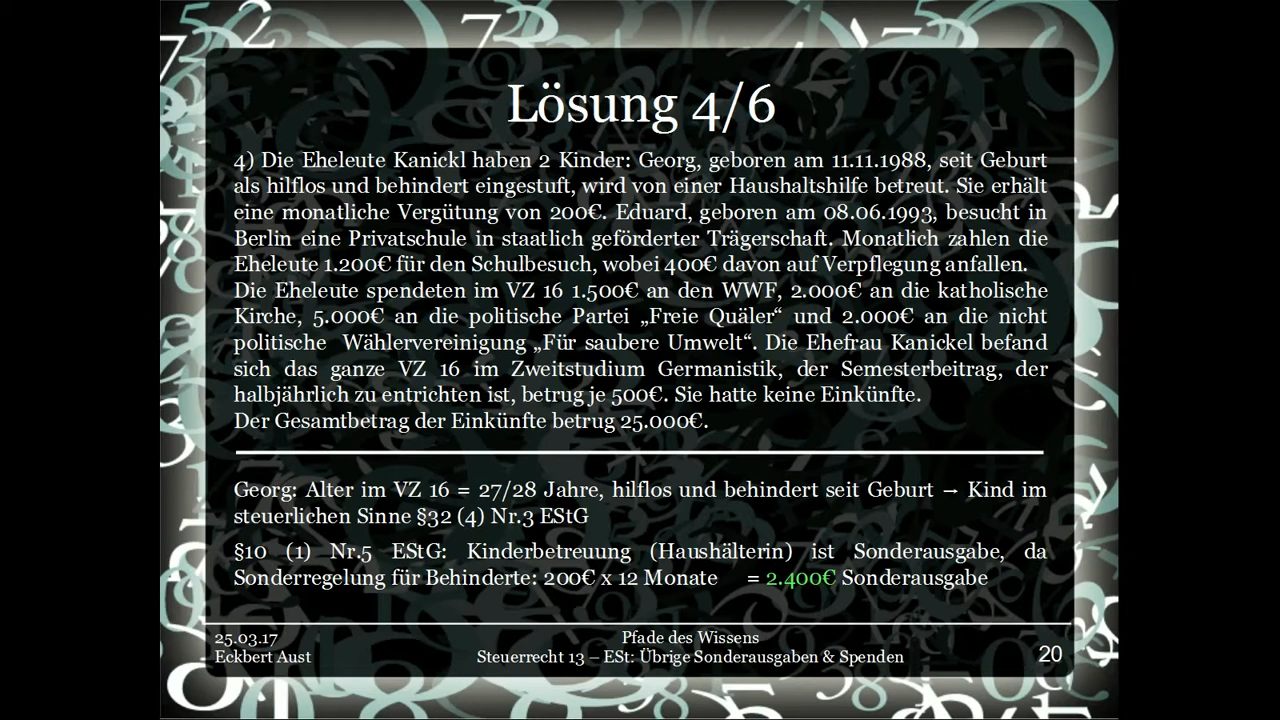 Lösung 4/6
4) Die Eheleute Kanickl haben 2 Kinder: Georg, geboren am 11.11.1988, seit Geburt
als hilflos und behindert eingestuft, wird von einer Haushaltshilfe betreut. Sie erhält
eine monatliche Vergütung von 200€. Eduard, geboren am 08.06.1993, besucht in
Berlin eine Privatschule in staatlich geförderter Trägerschaft. Monatlich zahlen die
Eheleute 1.200€ für den Schulbesuch, wobei 400€ davon auf Verpflegung anfallen.
Die Eheleute spendeten im VZ 16 1.500€ an den WWF, 2.000€ an die katholische
Kirche, 5.000€ an die politische Partei „Freie Quäler“ und 2.000€ an die nicht
politische Wählervereinigung „Für saubere Umwelt“. Die Ehefrau Kanickel befand
sich das ganze VZ 16 im Zweitstudium Germanistik, der Semesterbeitrag, der
halbjährlich zu entrichten ist, betrug je 500€. Sie hatte keine Einkünfte.
Der Gesamtbetrag der Einkünfte betrug 25.000€.
Georg: Alter im VZ 16 = 27/28 Jahre, hilflos und behindert seit Geburt → Kind im
steuerlichen Sinne §32 (4) Nr.3 EStG
§10 (1) Nr.5 EStG: Kinderbetreuung (Haushälterin) ist Sonderausgabe, da
Sonderregelung für Behinderte: 200€ x 12 Monate = 2.400€ Sonderausgabe
25.03.17
Eckbert Aust
Pfade des Wissens
Steuerrecht 13 – ESt: Übrige Sonderausgaben & Spenden
20